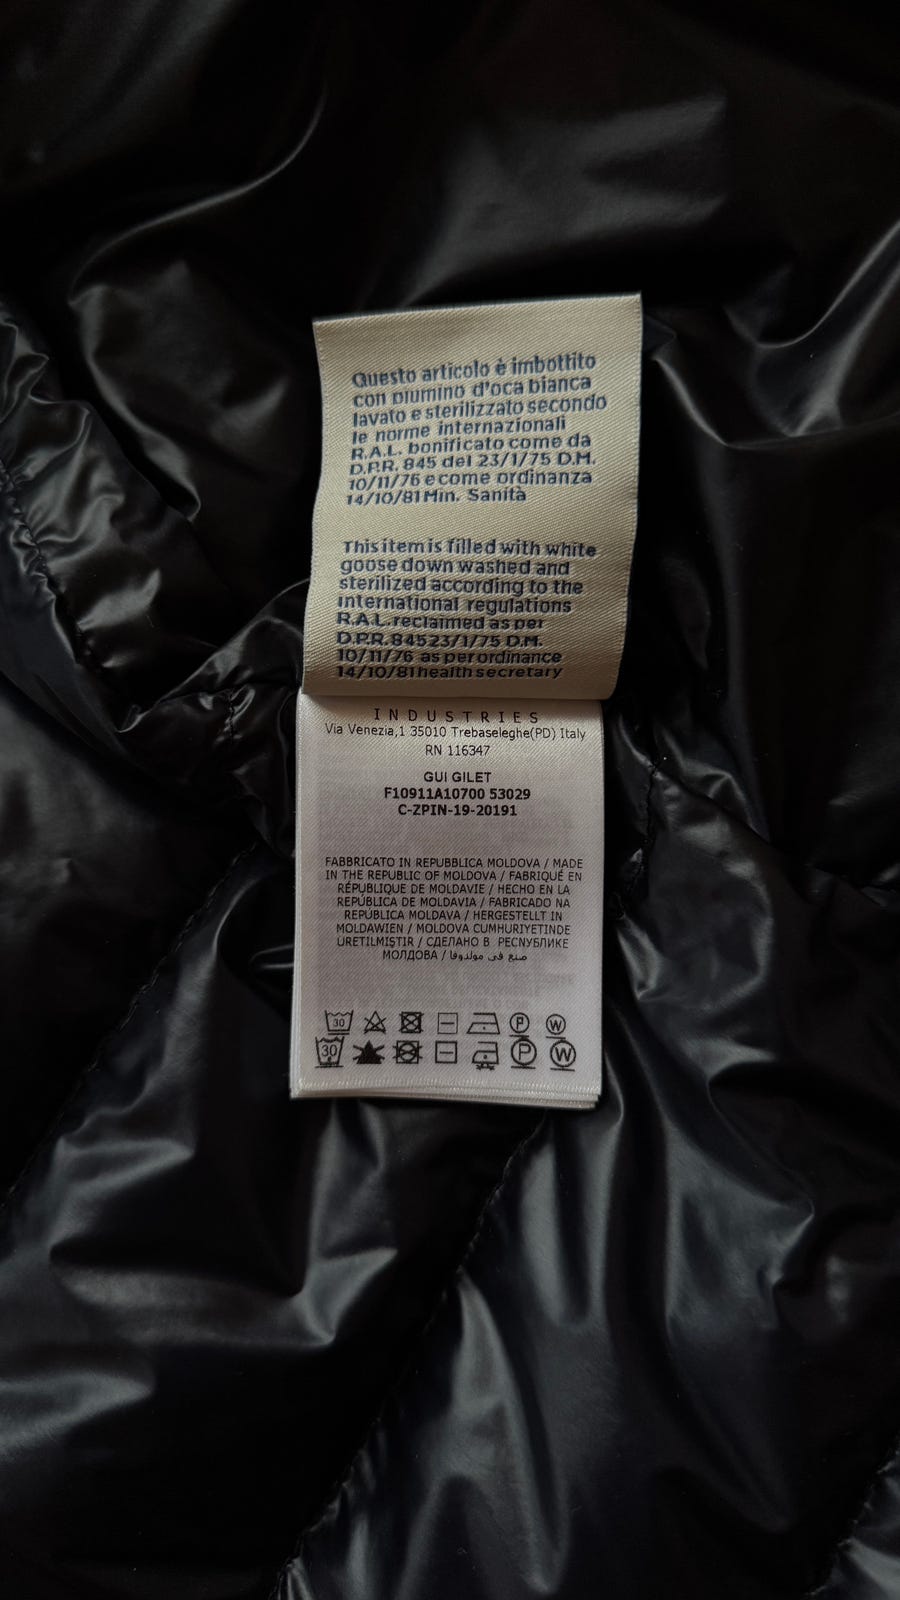 Questo articolo è imbottito
con piumino d'oca bianca
lavato e sterilizzato secondo
le norme internazionali
R.A.L. bonificato come da
D.P.R. 845 del 23/1/75 D.M.
10/11/76 e come ordinanza
14/10/81 Min. Sanità
This item is filled with white
goose down washed and
sterilized according to the
international regulations
R.A.L. reclaimed as per
D.P.R. 845 23/1/75 D.M.
10/11/76 as per ordinance
14/10/81 health secretary
INDUSTRIES
Via Venezia,1 35010 Trebaseleghe(PD) Italy
RN 116347
GUI GILET
F10911A10700 53029
C-ZPIN-19-20191
FABBRICATO IN REPUBBLICA MOLDOVA / MADE
IN THE REPUBLIC OF MOLDOVA / FABRIQUÉ EN
RÉPUBLIQUE DE MOLDAVIE / HECHO EN LA
REPÚBLICA DE MOLDAVIA / FABRICADO NA
REPÚBLICA MOLDAVA / HERGESTELLT IN
MOLDAWIEN / MOLDOVA CUMHURIYETINDE
ÜRETILMIŞTIR / СДЕЛАНО В РЕСПУБЛИКЕ
МОЛДОВА / صنع في مولدوفا
30 P W
30 P W